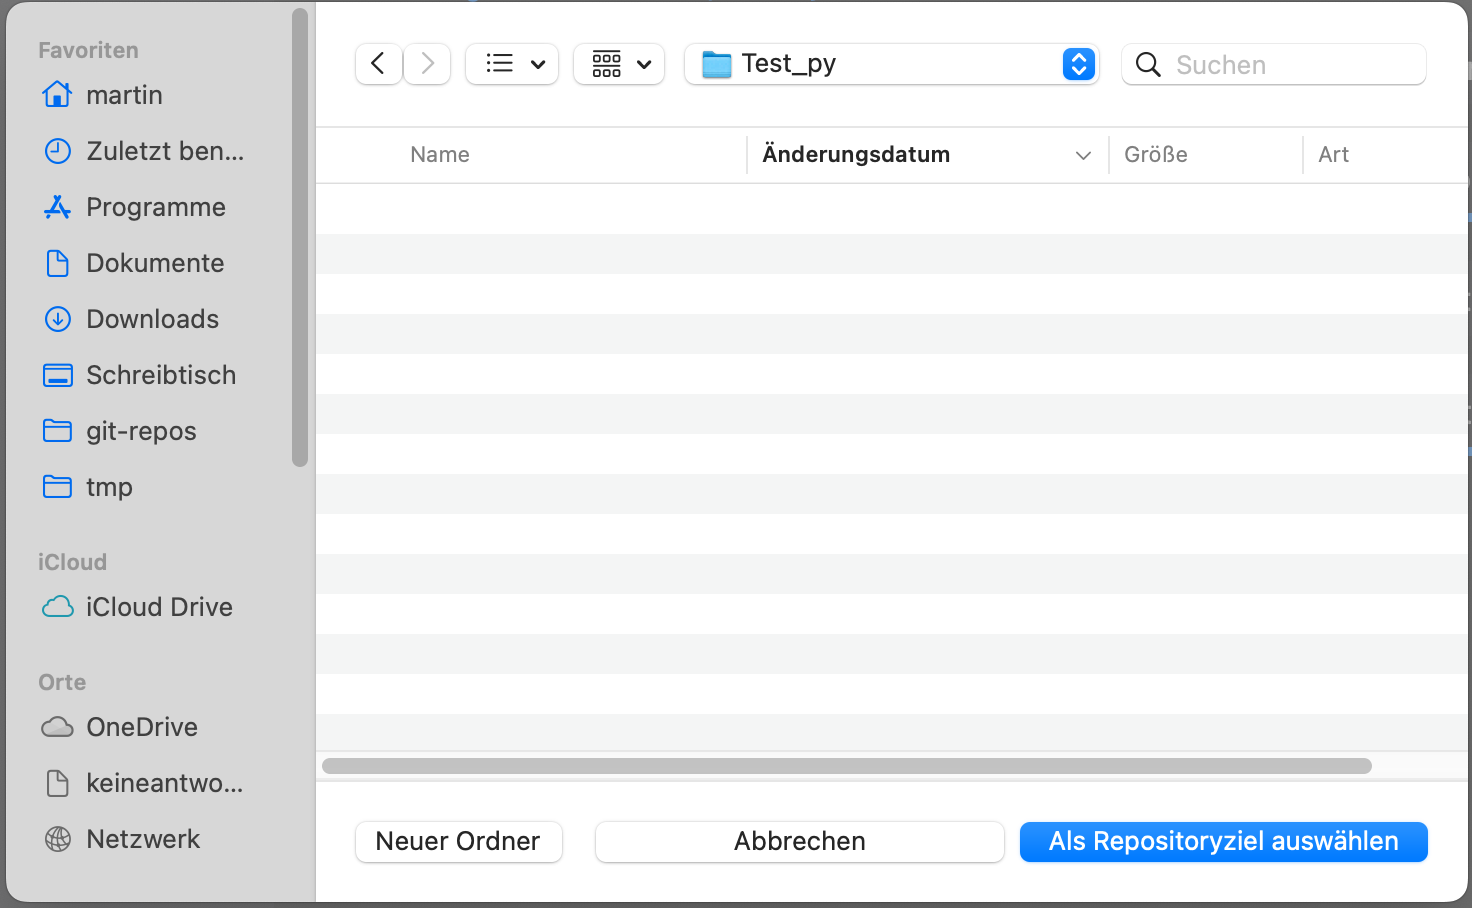 Favoriten
martin
Zuletzt ben...
Programme
Dokumente
Downloads
Schreibtisch
git-repos
tmp
iCloud
iCloud Drive
Orte
OneDrive
keineantwo...
Netzwerk
Test_py
Suchen
Name Änderungsdatum Größe Art
Neuer Ordner Abbrechen Als Repositoryziel auswählen